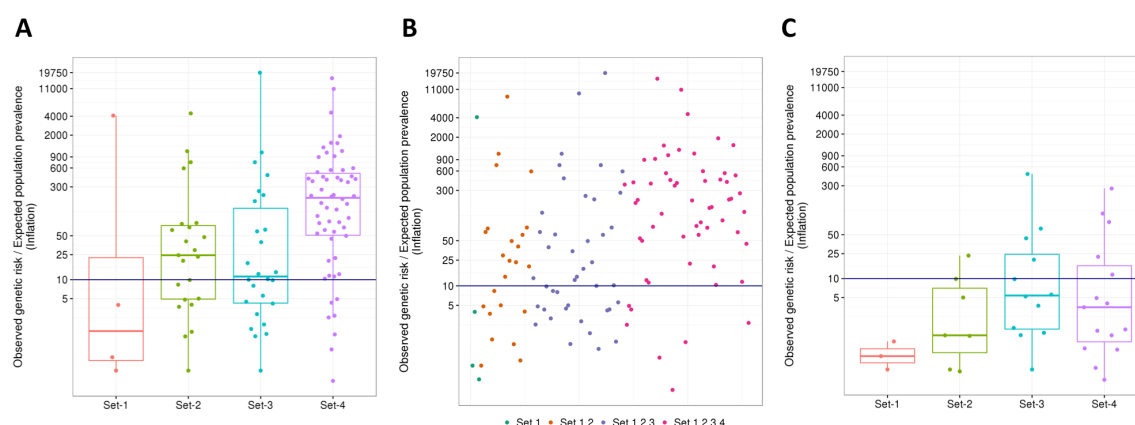 A
Observed genetic risk / Expected population prevalence
(Inflation)
19750
11000
4000
2000
900
600
300
50
25
10
5
Set-1 Set-2 Set-3 Set-4
B
Observed genetic risk / Expected population prevalence
(Inflation)
19750
11000
4000
2000
900
600
300
50
25
10
5
Set 1 Set 1,2 Set 1,2,3 Set 1,2,3,4
C
Observed genetic risk / Expected population prevalence
(Inflation)
19750
11000
4000
2000
900
600
300
50
25
10
5
Set-1 Set-2 Set-3 Set-4